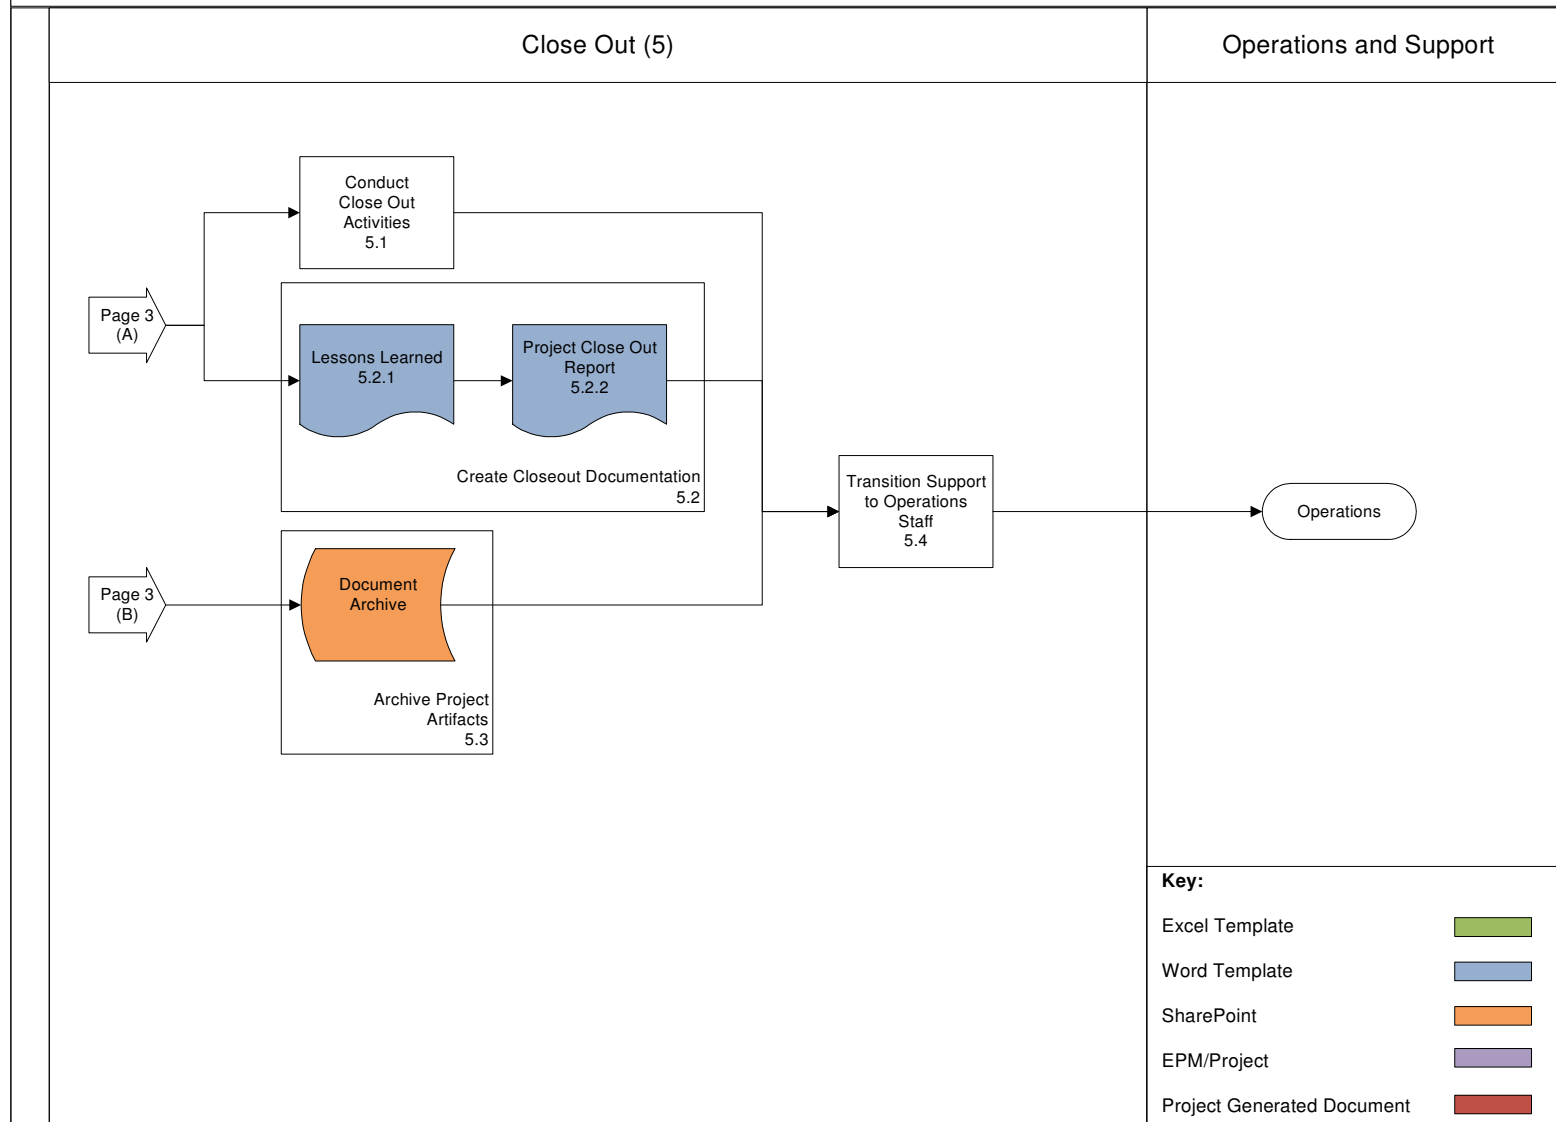 Close Out (5)
Operations and Support
Conduct
Close Out
Activities
5.1
Page 3
(A)
Lessons Learned
5.2.1
Project Close Out
Report
5.2.2
Create Closeout Documentation
5.2
Transition Support
to Operations
Staff
5.4
Operations
Page 3
(B)
Document
Archive
Archive Project
Artifacts
5.3
Key:
Excel Template
Word Template
SharePoint
EPM/Project
Project Generated Document